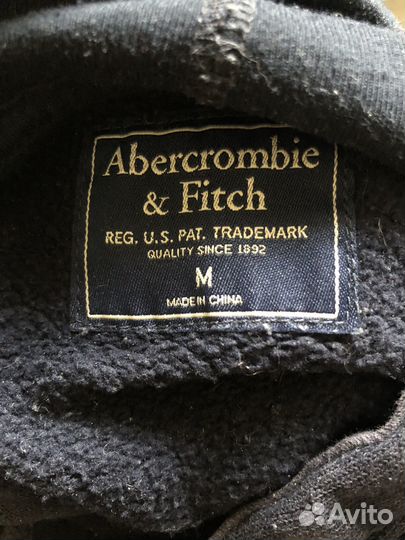 Abercrombie
& Fitch
REG. U.S. PAT. TRADEMARK
QUALITY SINCE 1892
M
MADE IN CHINA
Avito